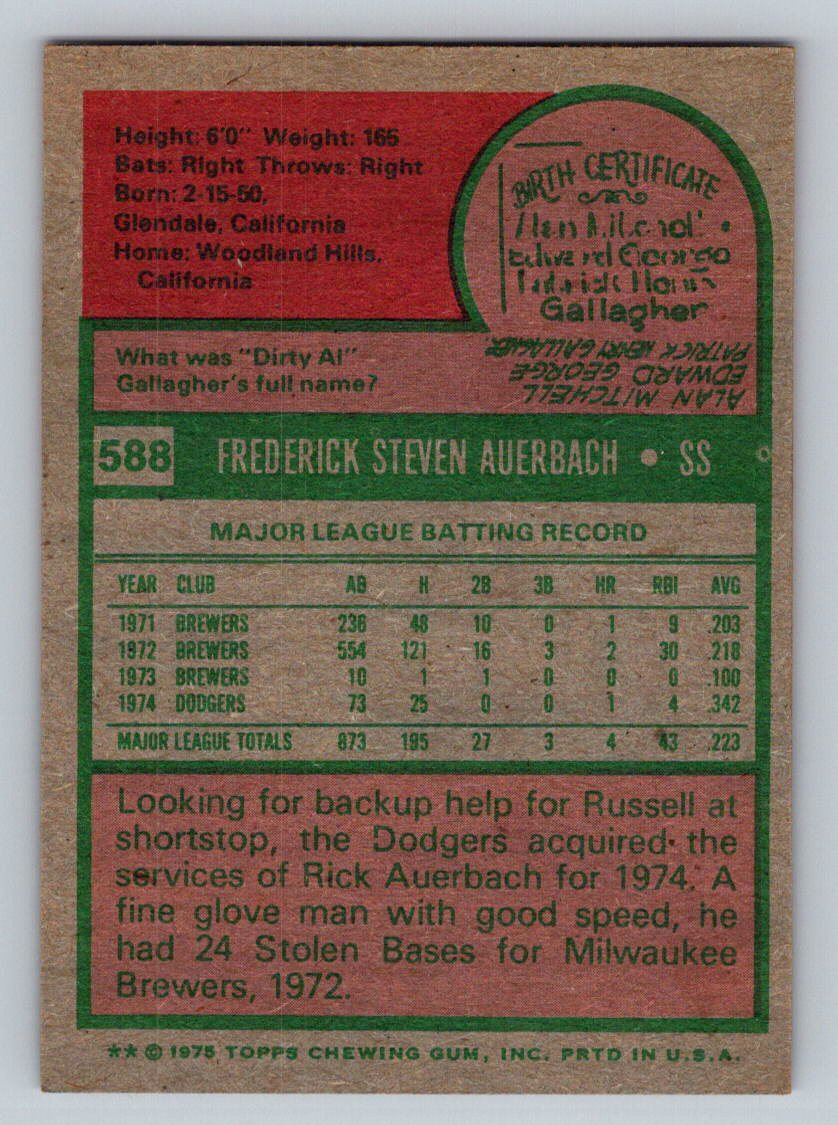 Height: 6'0" Weight: 165
Bats: Right Throws: Right
Born: 2-15-50,
Glendale, California
Home: Woodland Hills,
California
BIRTH CERTIFICATE
Edward George
Gallagher
What was "Dirty Al"
Gallagher's full name?
ALAN MITCHELL
EDWARD GEORGE
PATRICK HENRY GALLAGHER
588 FREDERICK STEVEN AUERBACH • SS
MAJOR LEAGUE BATTING RECORD
YEAR CLUB AB H 2B 3B HR RBI AVG
1971 BREWERS 236 48 10 0 1 9 .203
1972 BREWERS 554 121 16 3 2 30 .218
1973 BREWERS 10 1 1 0 0 0 .100
1974 DODGERS 73 25 0 0 1 4 .342
MAJOR LEAGUE TOTALS 873 195 27 3 4 43 .223
Looking for backup help for Russell at
shortstop, the Dodgers acquired the
services of Rick Auerbach for 1974. A
fine glove man with good speed, he
had 24 Stolen Bases for Milwaukee
Brewers, 1972.
** © 1975 TOPPS CHEWING GUM, INC. PRTD IN U.S.A.